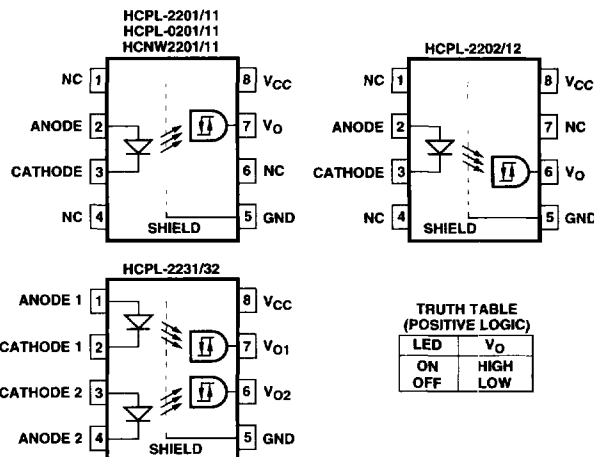 HCPL-2201/11
HCPL-0201/11
HCNW2201/11
NC 1
8 VCC
ANODE 2
7 VO
CATHODE 3
6 NC
NC 4
5 GND
SHIELD
HCPL-2202/12
NC 1
8 VCC
ANODE 2
7 NC
CATHODE 3
6 VO
NC 4
5 GND
SHIELD
HCPL-2231/32
ANODE 1 1
8 VCC
CATHODE 1 2
7 VO1
CATHODE 2 3
6 VO2
ANODE 2 4
5 GND
SHIELD
TRUTH TABLE
(POSITIVE LOGIC)
LED VO
ON HIGH
OFF LOW